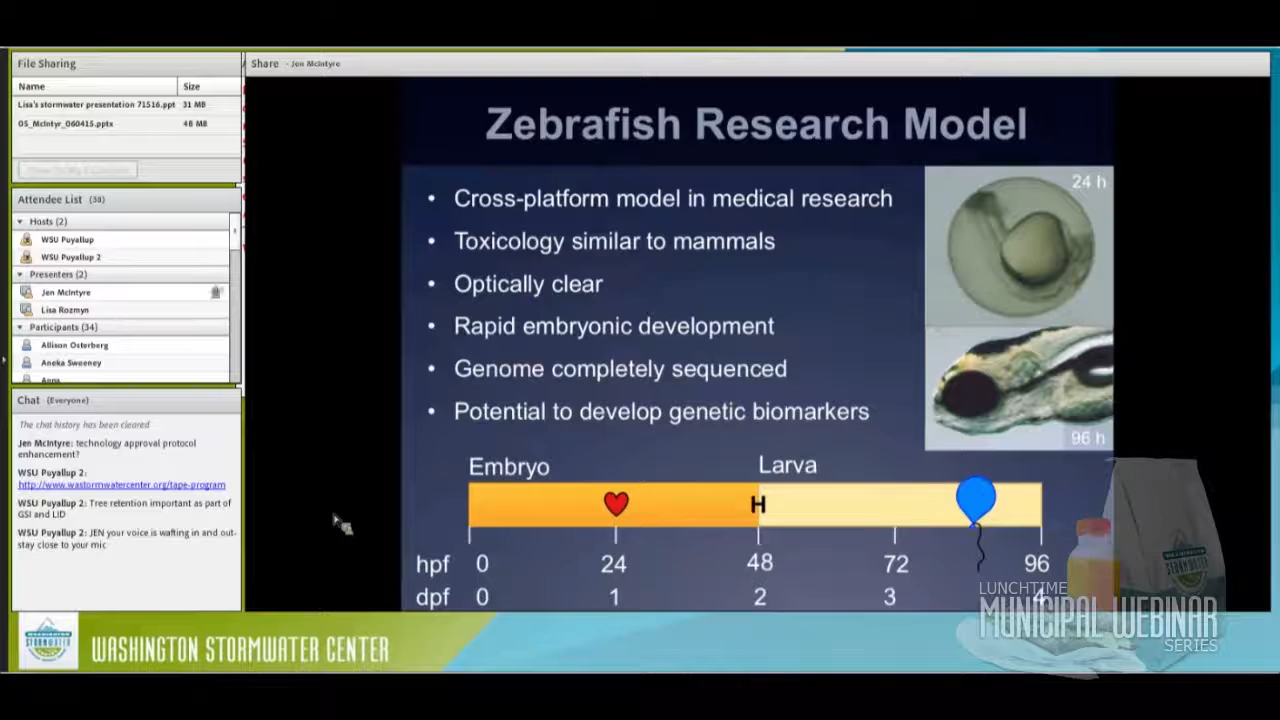 File Sharing
Name Size
Lisa's stormwater presentation 71516.ppt 31 MB
05_McIntyr_060415.pptx 48 MB
Attendee List (38)
Hosts (2)
WSU Puyallup
WSU Puyallup 2
Presenters (2)
Jen McIntyre
Lisa Rozmyn
Participants (34)
Allison Osterberg
Aneka Sweeney
Anna
Chat (Everyone)
The chat history has been cleared
Jen McIntyre: technology approval protocol
enhancement?
WSU Puyallup 2:
http://www.wastormwatercenter.org/tape-program
WSU Puyallup 2: Tree retention important as part of
GSI and LID
WSU Puyallup 2: JEN your voice is wafting in and out-
stay close to your mic
Share - Jen McIntyre
Zebrafish Research Model
• Cross-platform model in medical research
• Toxicology similar to mammals
• Optically clear
• Rapid embryonic development
• Genome completely sequenced
• Potential to develop genetic biomarkers
24 h
96 h
Embryo Larva
H
hpf 0 24 48 72 96
dpf 0 1 2 3 4
WASHINGTON STORMWATER CENTER
LUNCHTIME
MUNICIPAL WEBINAR
SERIES